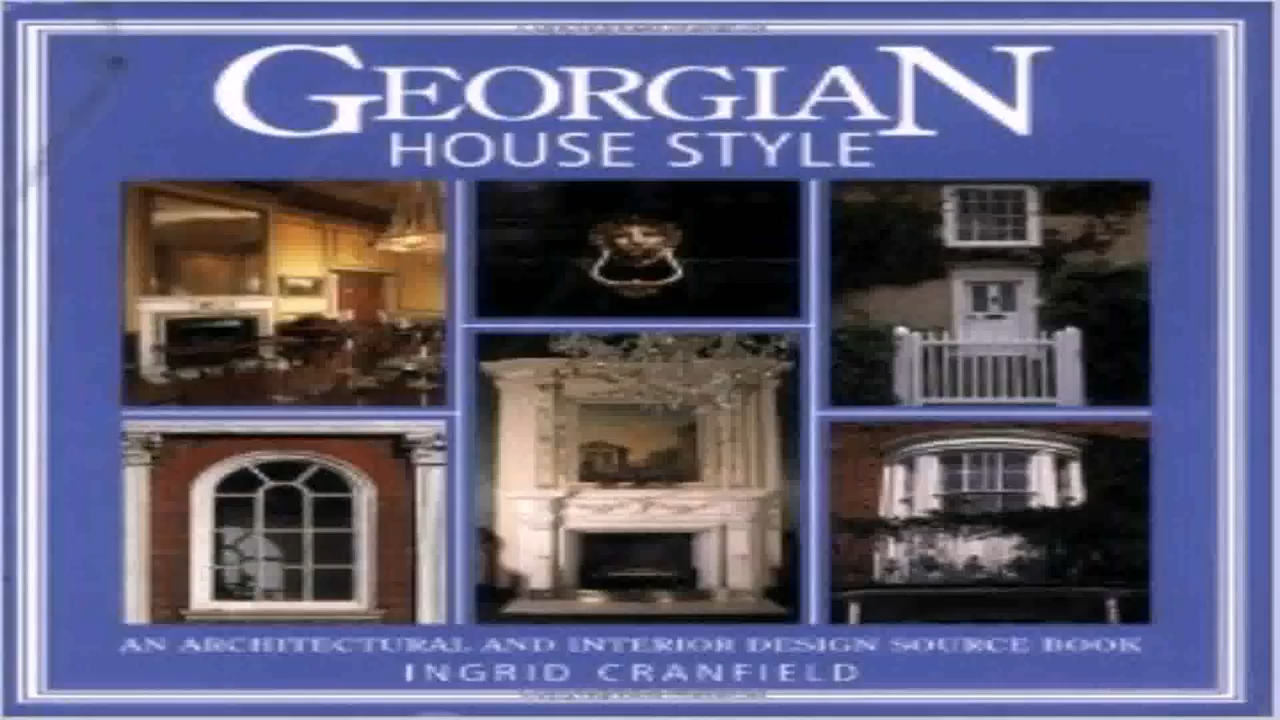 GEORGIAN
HOUSE STYLE
AN ARCHITECTURAL AND INTERIOR DESIGN SOURCE BOOK
INGRID CRANFIELD